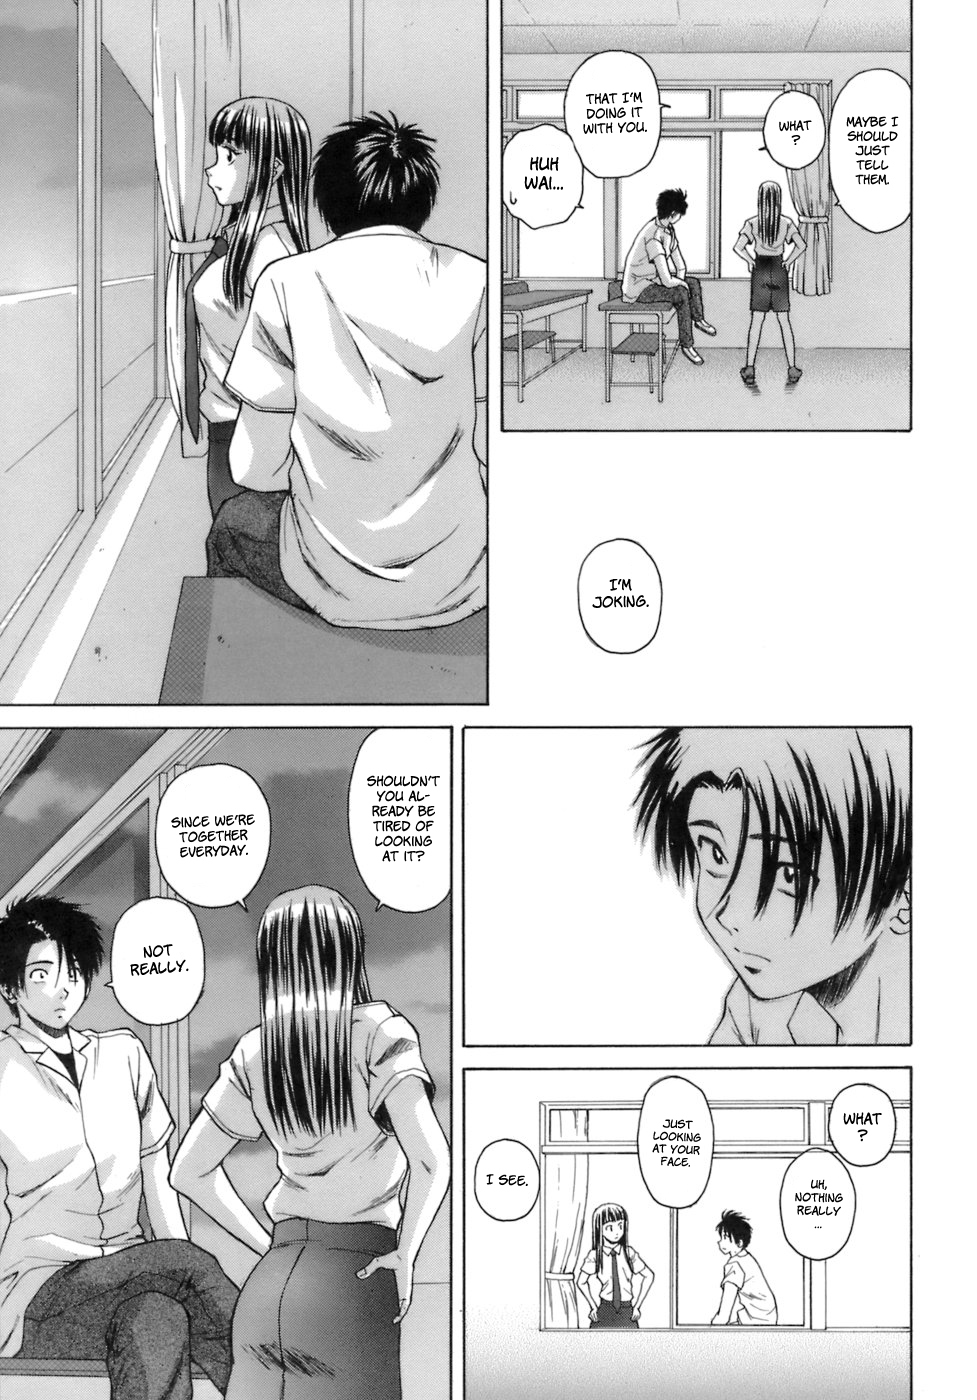 MAYBE I
SHOULD
JUST
TELL
THEM.
WHAT
?
THAT I'M
DOING IT
WITH YOU.
HUH
WAI...
I'M
JOKING.
WHAT
?
UH,
NOTHING
REALLY
...
JUST
LOOKING
AT YOUR
FACE.
I SEE.
SHOULDN'T
YOU AL-
READY BE
TIRED OF
LOOKING
AT IT?
SINCE WE'RE
TOGETHER
EVERYDAY.
NOT
REALLY.